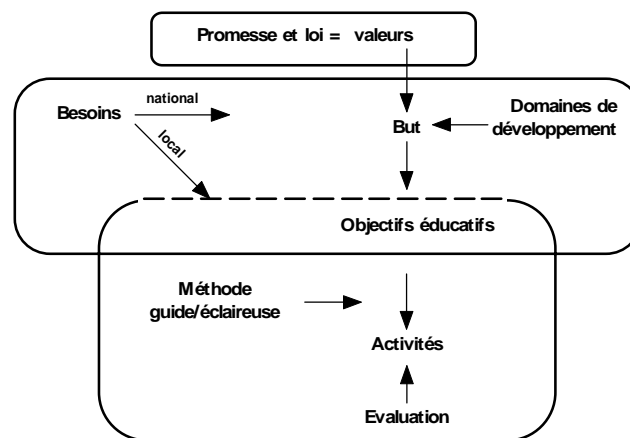 Promesse et loi = valeurs
national
Besoins
local
But
Domaines de
développement
Objectifs éducatifs
Méthode
guide/éclaireuse
Activités
Evaluation